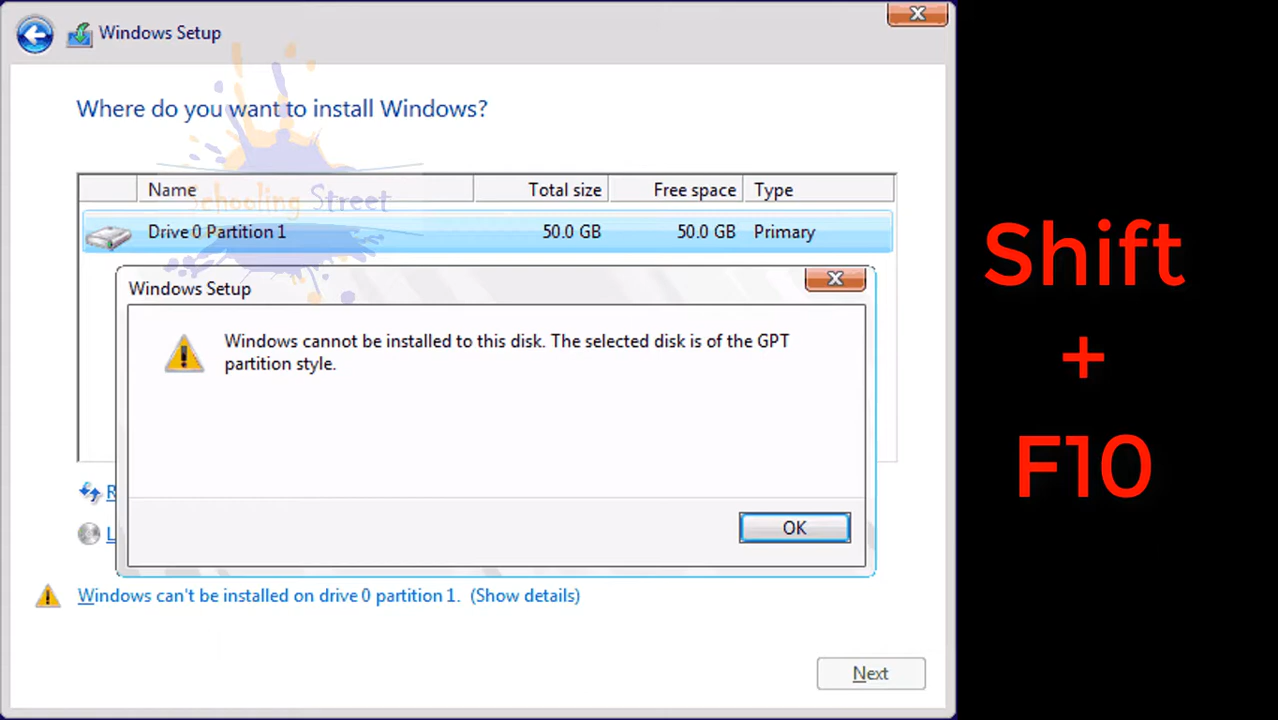 Windows Setup
Where do you want to install Windows?
Name Total size Free space Type
Schooling Street
Drive 0 Partition 1 50.0 GB 50.0 GB Primary
Windows Setup
Windows cannot be installed to this disk. The selected disk is of the GPT
partition style.
R
L
OK
Windows can't be installed on drive 0 partition 1. (Show details)
Next
Shift
+
F10